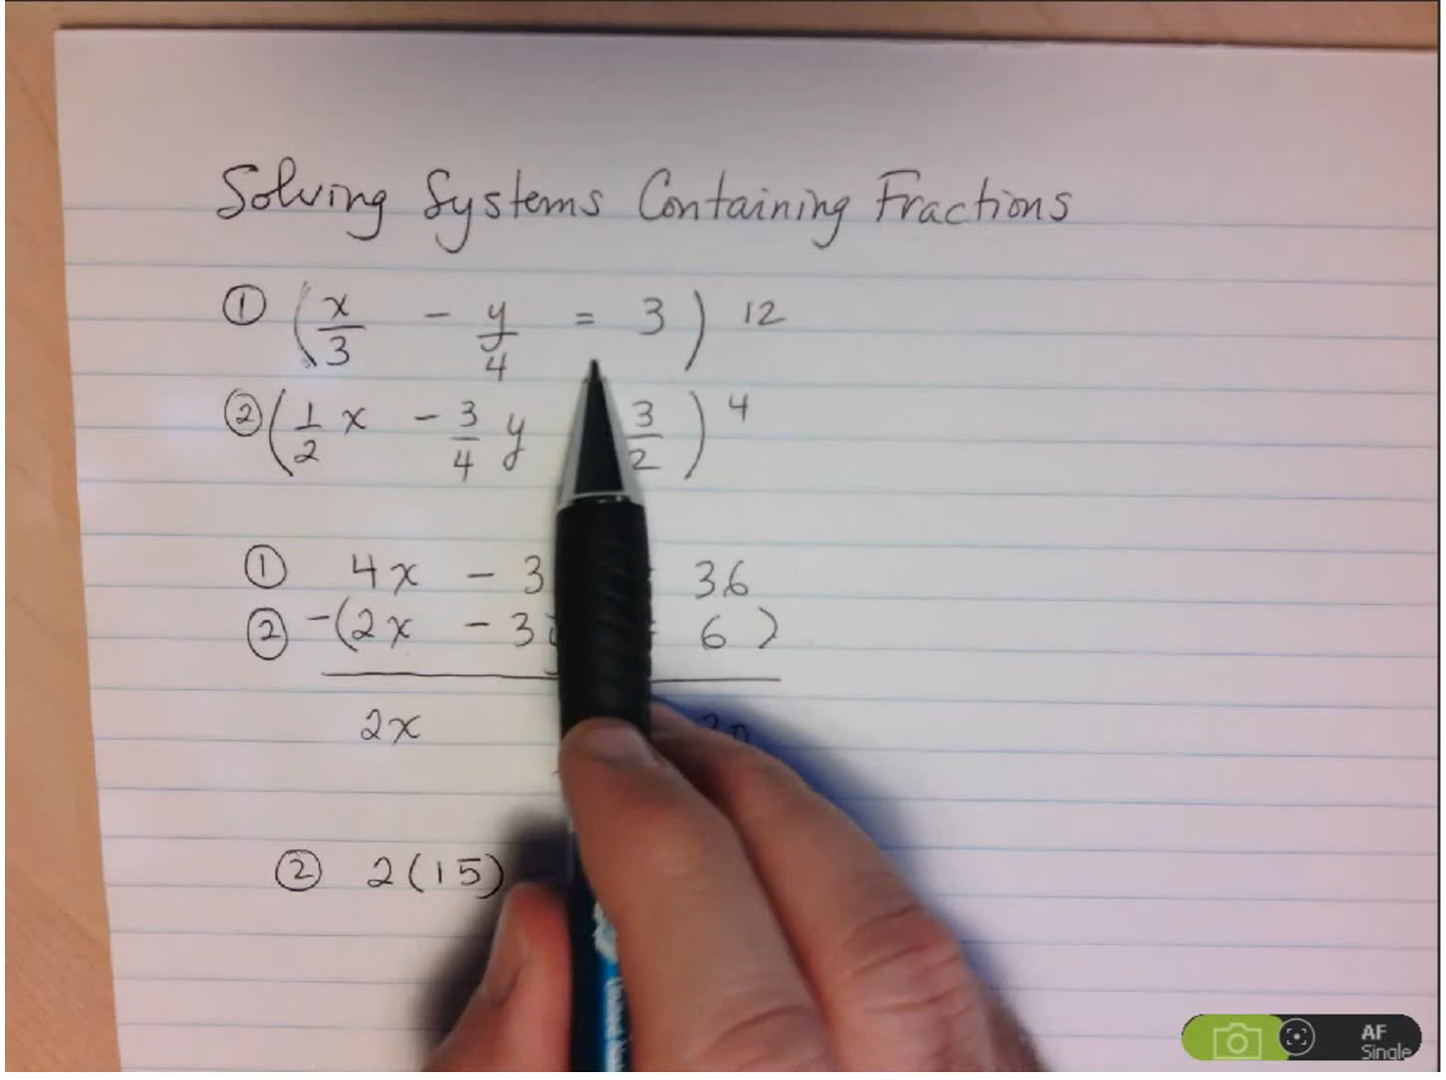 Solving Systems Containing Fractions
① ( x/3 - y/4 = 3 ) 12
② ( 1/2 x - 3/4 y 3/2 ) 4
① 4x - 3 36
② -(2x - 3 6 )
2x
② 2(15)
AF
Single